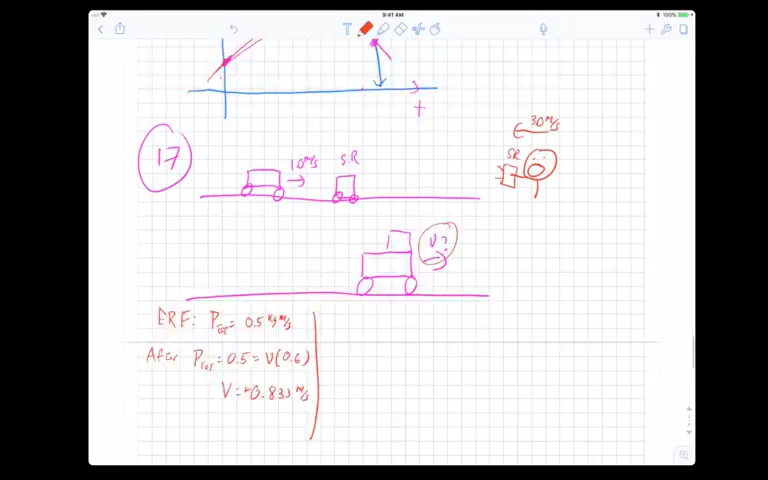 9:41 AM
100%
T
+
17
10 m/s
S.R
30 m/s
SR
V?
ERF: Ptot = 0.5 kg m/s
After Ptot = 0.5 = V(0.6)
V = +0.833 m/s